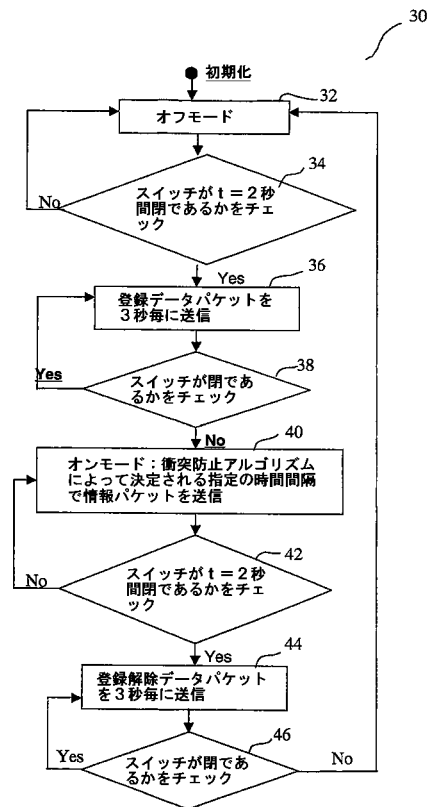 30
初期化
32
オフモード
34
スイッチがt=2秒
間閉であるかをチェ
ック
No
Yes
36
登録データパケットを
3秒毎に送信
38
スイッチが閉であ
るかをチェック
Yes
No
40
オンモード:衝突防止アルゴリズム
によって決定される指定の時間間隔
で情報パケットを送信
42
スイッチがt=2秒
間閉であるかをチェ
ック
No
Yes
44
登録解除データパケット
を3秒毎に送信
46
スイッチが閉であ
るかをチェック
Yes
No